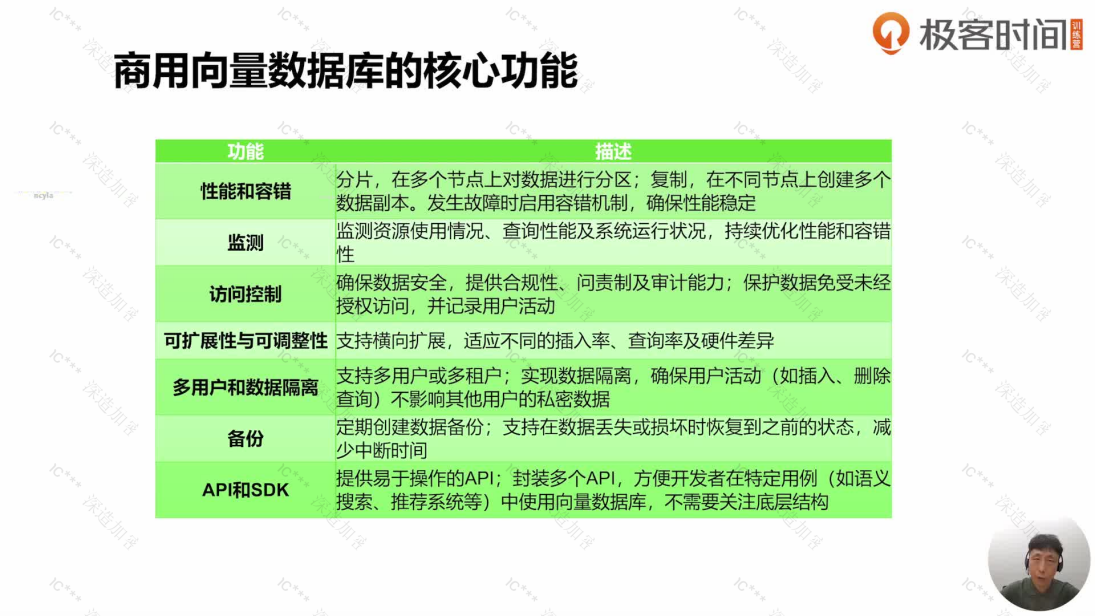 极客时间 训练营
商用向量数据库的核心功能
功能 描述
性能和容错
分片，在多个节点上对数据进行分区；复制，在不同节点上创建多个
数据副本。发生故障时启用容错机制，确保性能稳定
监测
监测资源使用情况、查询性能及系统运行状况，持续优化性能和容错
性
访问控制
确保数据安全，提供合规性、问责制及审计能力；保护数据免受未经
授权访问，并记录用户活动
可扩展性与可调整性 支持横向扩展，适应不同的插入率、查询率及硬件差异
多用户和数据隔离
支持多用户或多租户；实现数据隔离，确保用户活动（如插入、删除
查询）不影响其他用户的私密数据
备份
定期创建数据备份；支持在数据丢失或损坏时恢复到之前的状态，减
少中断时间
API和SDK
提供易于操作的API；封装多个API，方便开发者在特定用例（如语义
搜索、推荐系统等）中使用向量数据库，不需要关注底层结构
ncyla